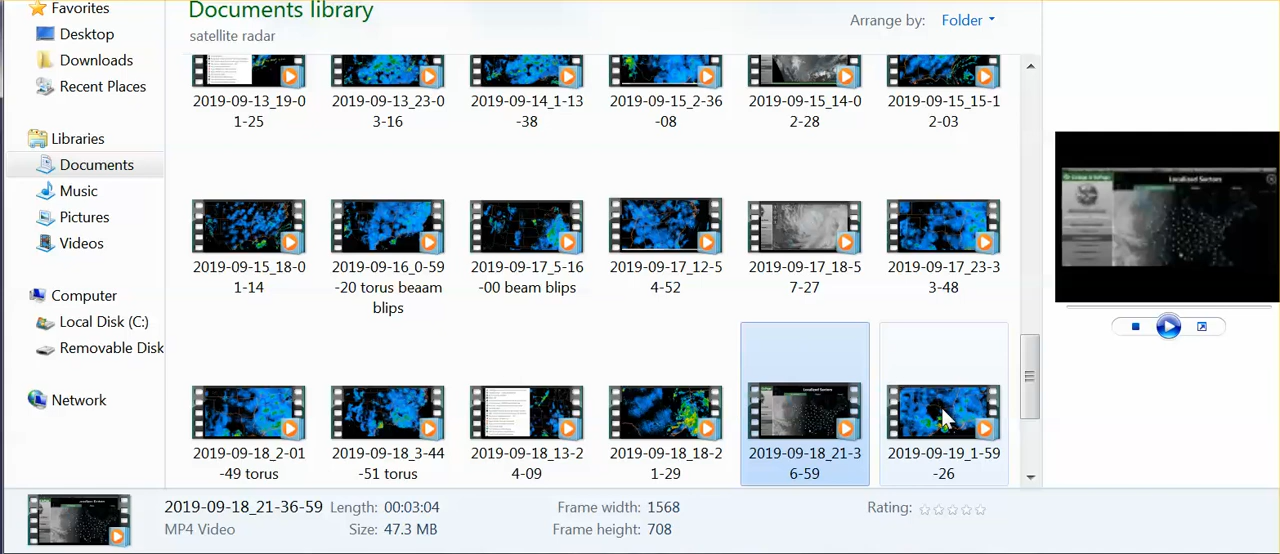 Favorites
Desktop
Downloads
Recent Places
Libraries
Documents
Music
Pictures
Videos
Computer
Local Disk (C:)
Removable Disk
Network
Documents library
satellite radar
Arrange by: Folder
2019-09-13_19-0
1-25
2019-09-13_23-0
3-16
2019-09-14_1-13
-38
2019-09-15_2-36
-08
2019-09-15_14-0
2-28
2019-09-15_15-1
2-03
2019-09-15_18-0
1-14
2019-09-16_0-59
-20 torus beaam
blips
2019-09-17_5-16
-00 beam blips
2019-09-17_12-5
4-52
2019-09-17_18-5
7-27
2019-09-17_23-3
3-48
2019-09-18_2-01
-49 torus
2019-09-18_3-44
-51 torus
2019-09-18_13-2
4-09
2019-09-18_18-2
1-29
2019-09-18_21-3
6-59
2019-09-19_1-59
-26
Localized Sectors
2019-09-18_21-36-59
MP4 Video
Length: 00:03:04
Size: 47.3 MB
Frame width: 1568
Frame height: 708
Rating: